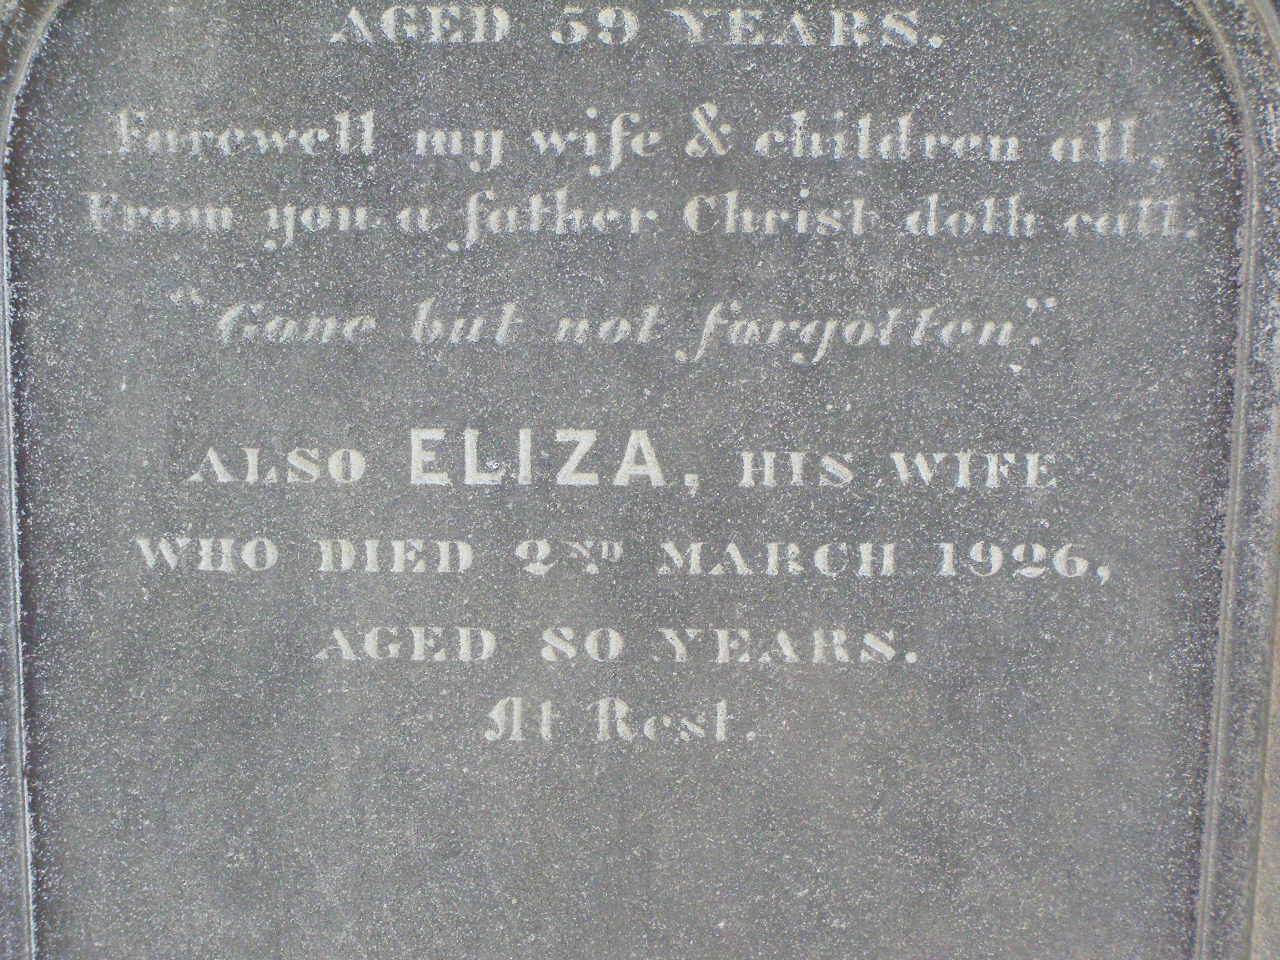 AGED 59 YEARS.
Farewell my wife & children all,
From you a father Christ doth call.
"Gone but not forgotten."
ALSO ELIZA, HIS WIFE
WHO DIED 2ND MARCH 1926,
AGED 80 YEARS.
At Rest.